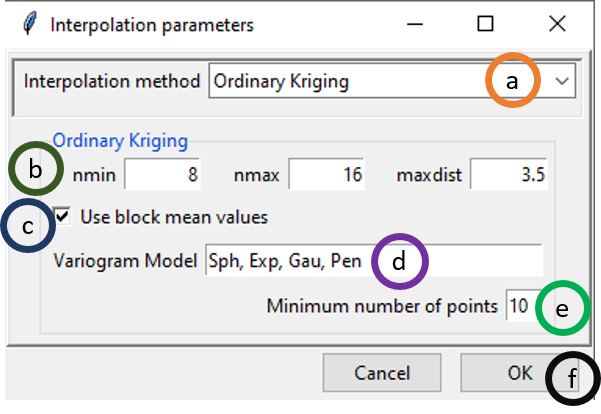 Interpolation parameters
Interpolation method Ordinary Kriging a
Ordinary Kriging
b nmin 8 nmax 16 maxdist 3.5
c Use block mean values
Variogram Model Sph, Exp, Gau, Pen d
Minimum number of points 10 e
Cancel OK f